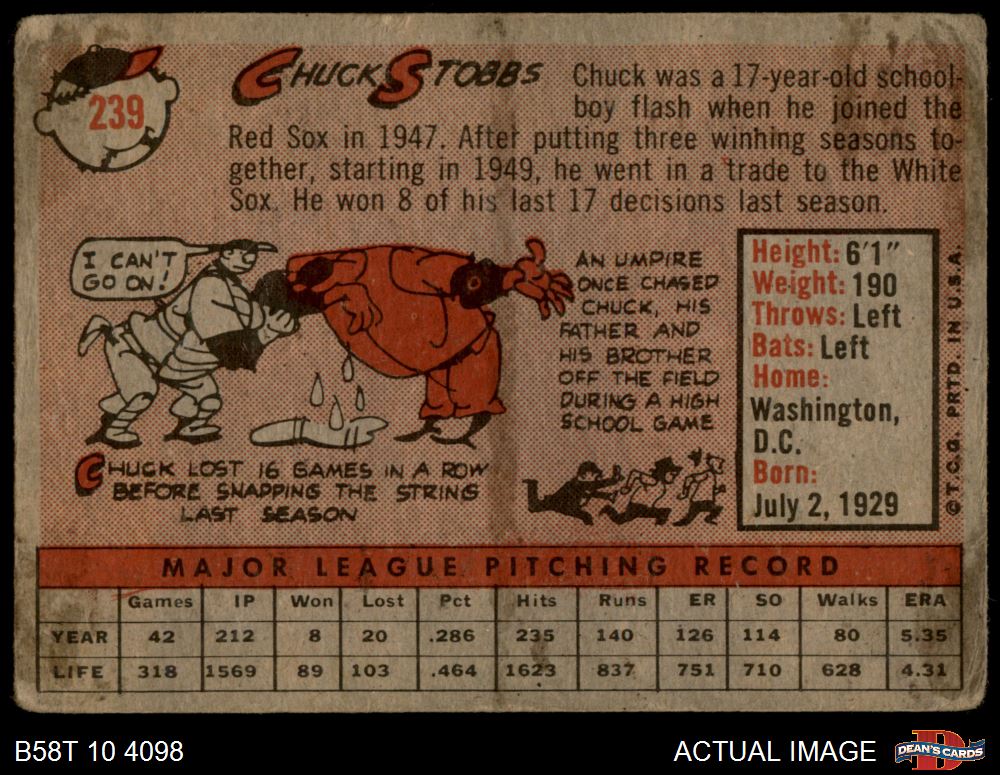 239
CHUCK STOBBS
Chuck was a 17-year-old school-
boy flash when he joined the
Red Sox in 1947. After putting three winhing seasons to-
gether, starting in 1949, he went in a trade to the White
Sox. He won 8 of his last 17 decisions last season.
I CAN'T
GO ON!
CHUCK LOST 16 GAMES IN A ROW
BEFORE SNAPPING THE STRING
LAST SEASON
AN UMPIRE
ONCE CHASED
CHUCK, HIS
FATHER AND
HIS BROTHER
OFF THE FIELD
DURING A HIGH
SCHOOL GAME
Height: 6'1"
Weight: 190
Throws: Left
Bats: Left
Home:
Washington,
D.C.
Born:
July 2, 1929
© T.C.G. PRTD. IN U.S.A.
MAJOR LEAGUE PITCHING RECORD
Games IP Won Lost Pct Hits Runs ER SO Walks ERA
YEAR 42 212 8 20 .286 235 140 126 114 80 5.35
LIFE 318 1569 89 103 .464 1623 837 751 710 628 4.31
B58T 10 4098
ACTUAL IMAGE
D
DEAN'S CARDS